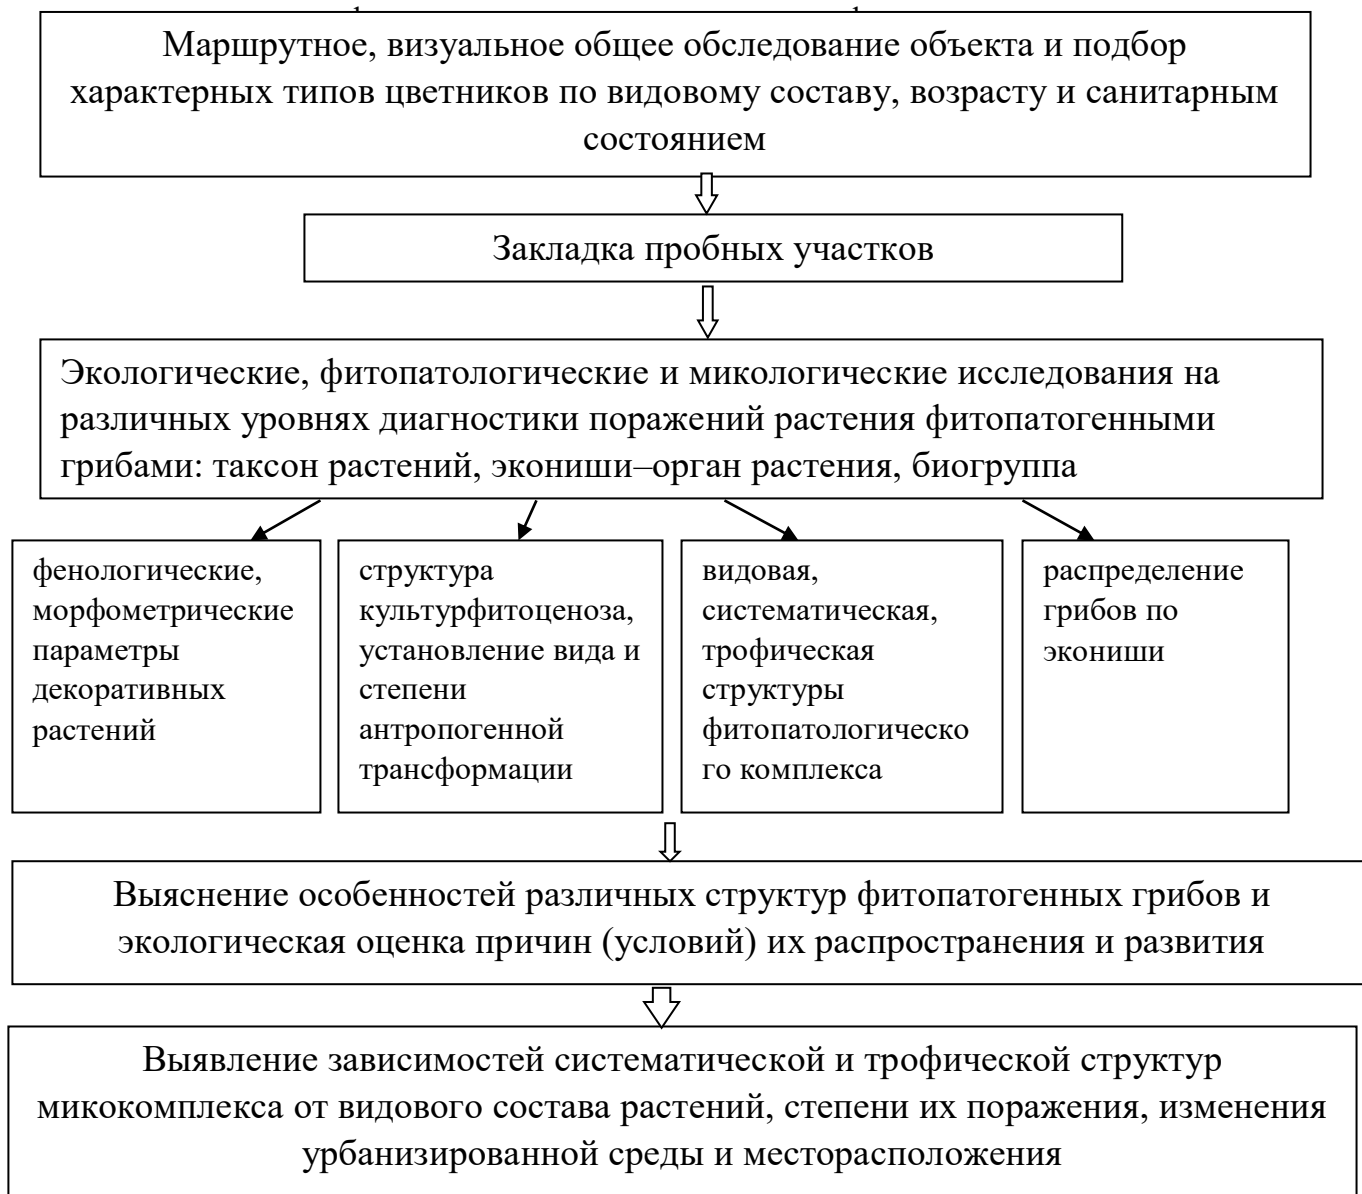 Маршрутное, визуальное общее обследование объекта и подбор
характерных типов цветников по видовому составу, возрасту и санитарным
состоянием
Закладка пробных участков
Экологические, фитопатологические и микологические исследования на
различных уровнях диагностики поражений растения фитопатогенными
грибами: таксон растений, экониши–орган растения, биогруппа
фенологические,
морфометрические
параметры
декоративных
растений
структура
культурфитоценоза,
установление вида и
степени
антропогенной
трансформации
видовая,
систематическая,
трофическая
структуры
фитопатологическо
го комплекса
распределение
грибов по
экониши
Выяснение особенностей различных структур фитопатогенных грибов и
экологическая оценка причин (условий) их распространения и развития
Выявление зависимостей систематической и трофической структур
микокомплекса от видового состава растений, степени их поражения, изменения
урбанизированной среды и месторасположения